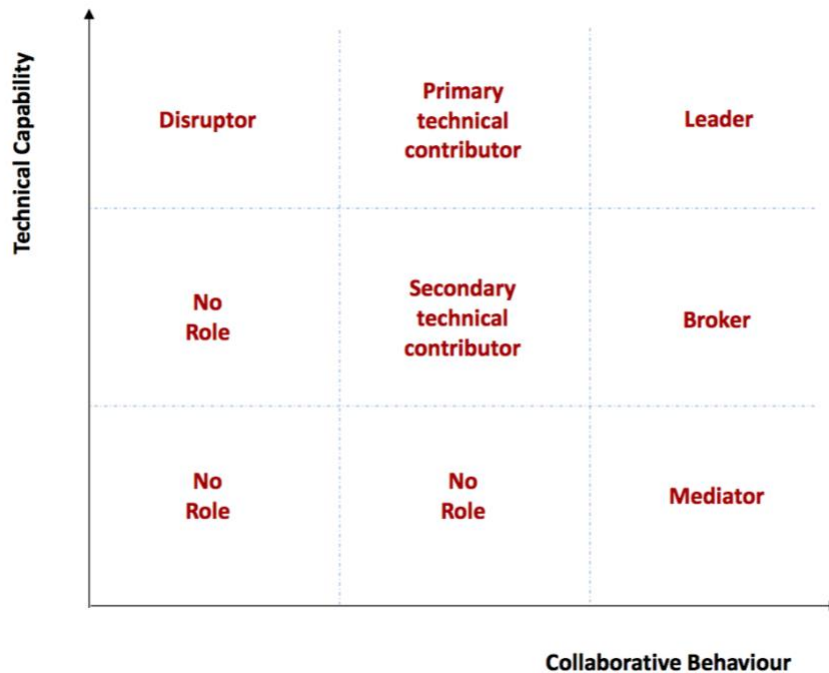 Technical Capability
Disruptor
Primary
technical
contributor
Leader
No
Role
Secondary
technical
contributor
Broker
No
Role
No
Role
Mediator
Collaborative Behaviour